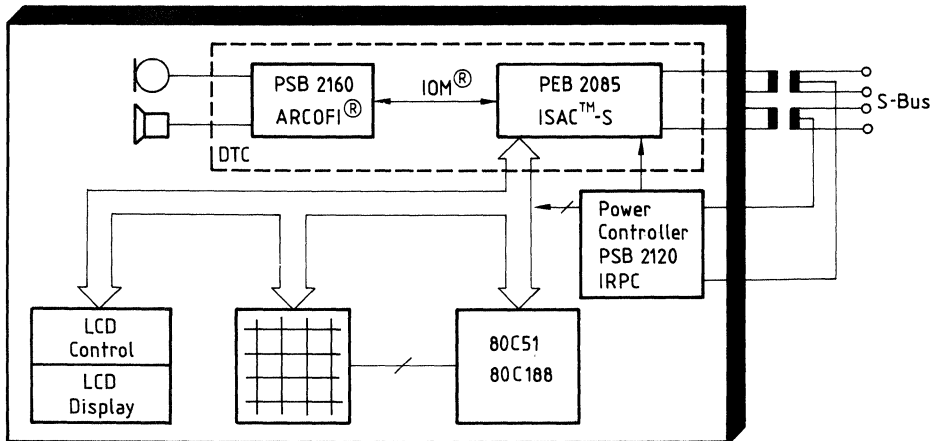 PSB 2160
ARCOFI®
IOM®
PEB 2085
ISAC™-S
S-Bus
DTC
Power
Controller
PSB 2120
IRPC
LCD
Control
LCD
Display
80C51
80C188